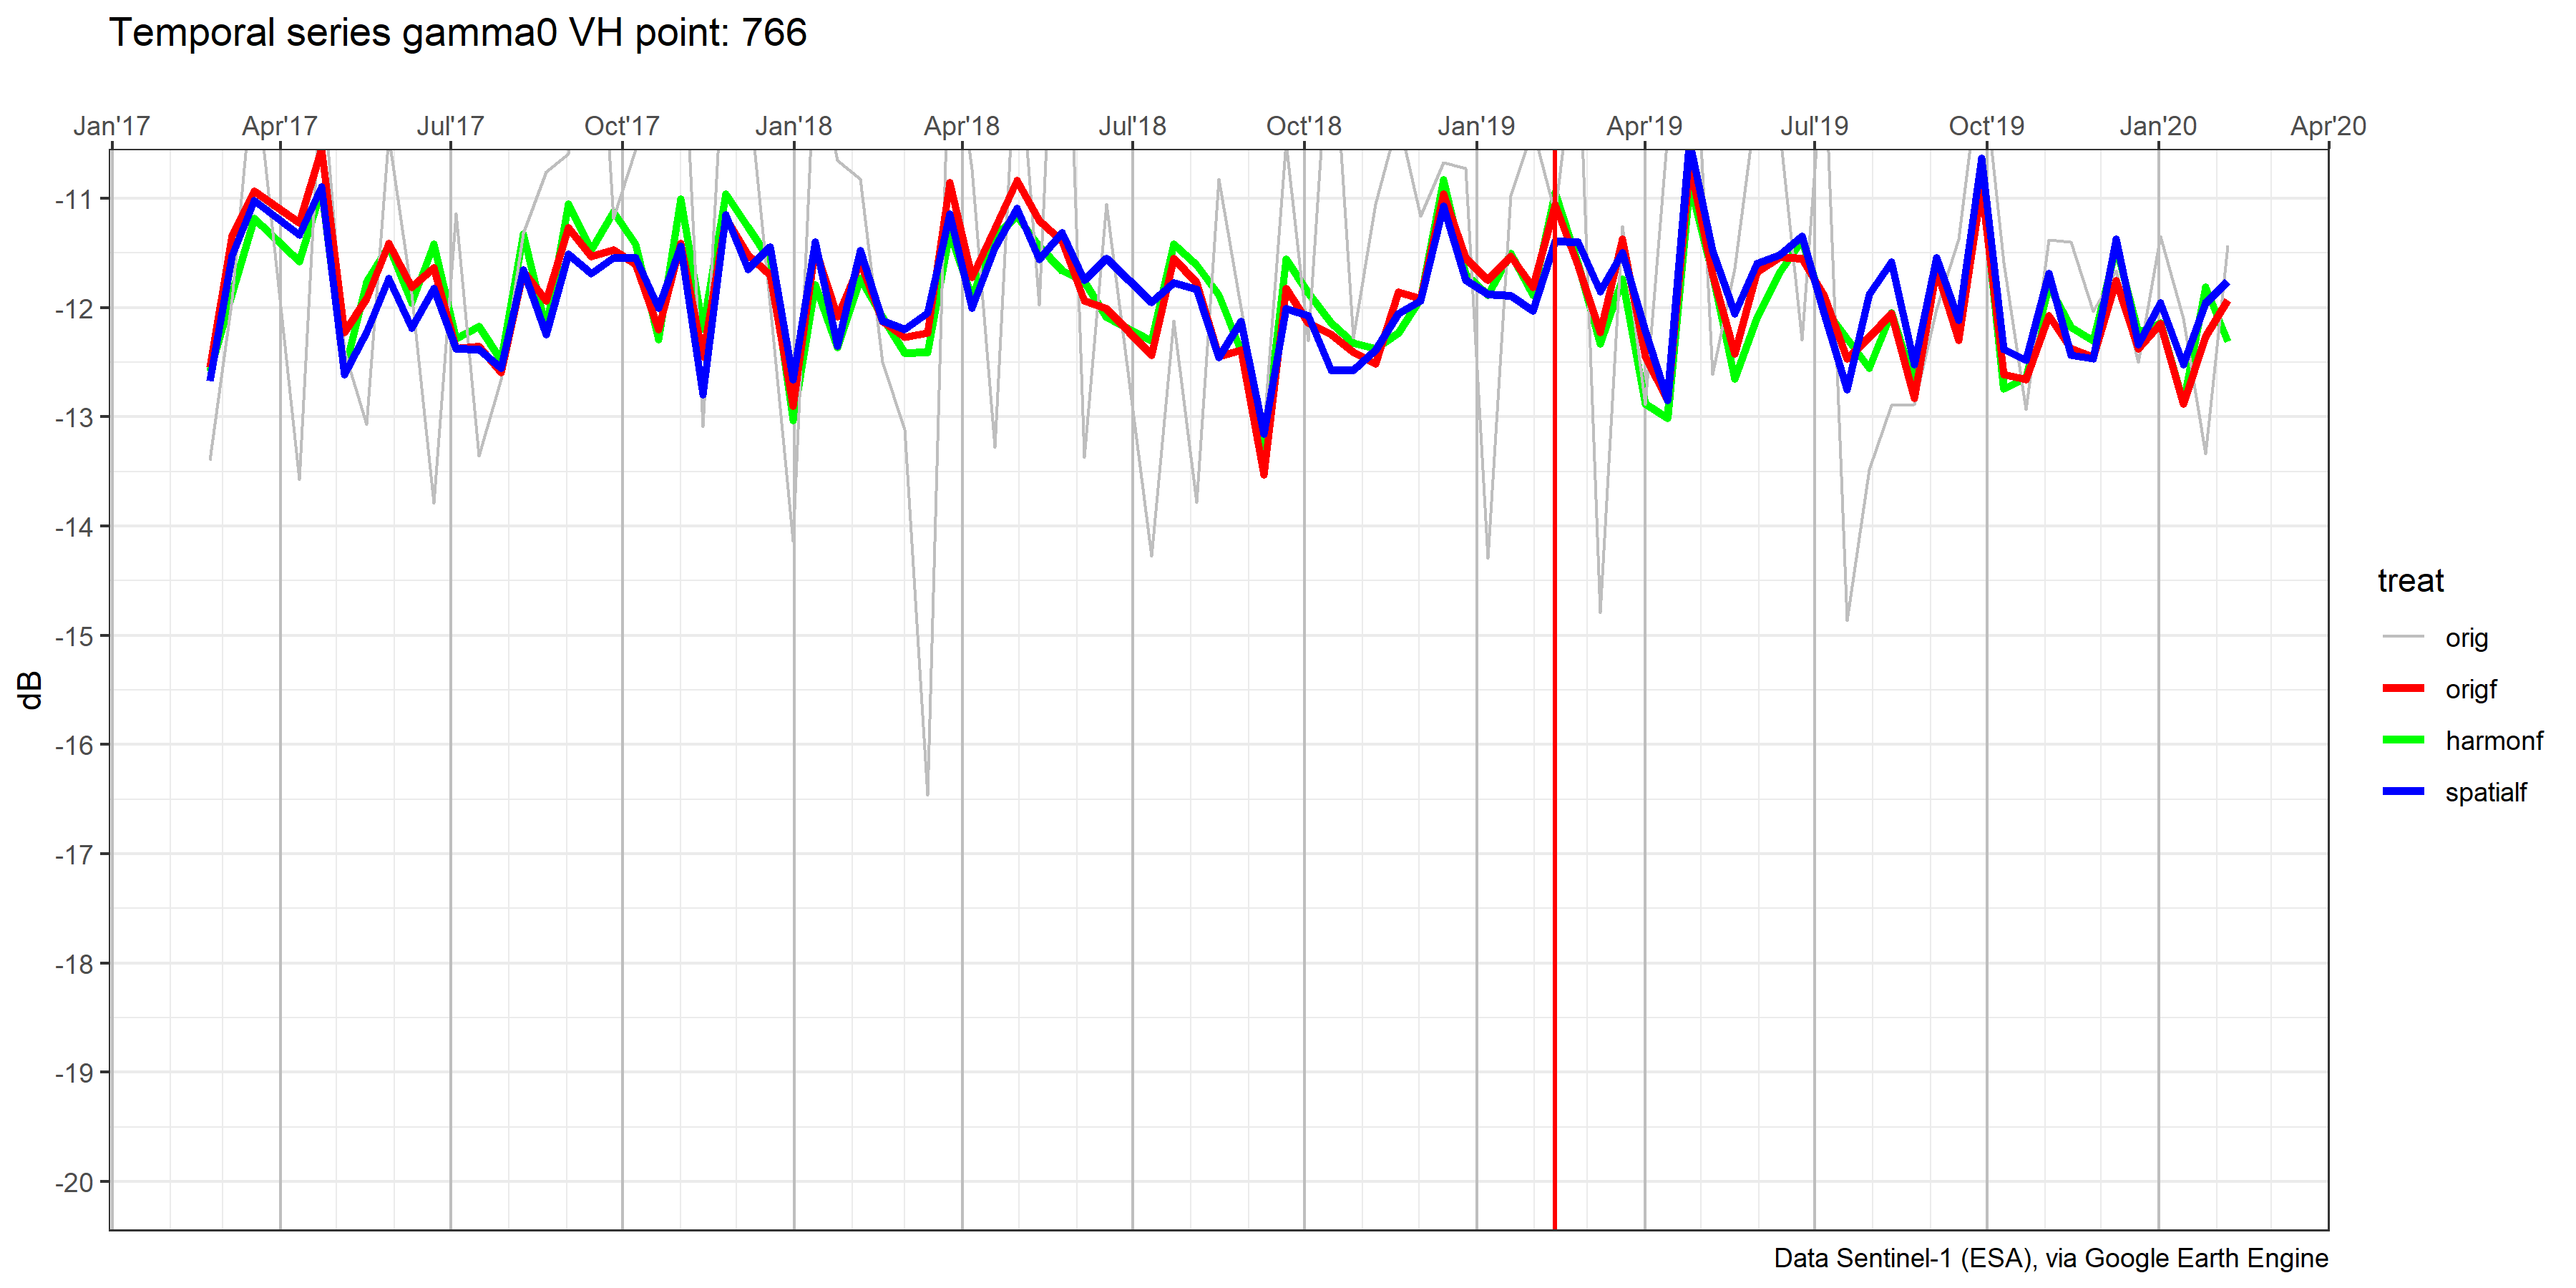 Temporal series gamma0 VH point: 766
Jan'17 Apr'17 Jul'17 Oct'17 Jan'18 Apr'18 Jul'18 Oct'18 Jan'19 Apr'19 Jul'19 Oct'19 Jan'20 Apr'20
-11
-12
-13
-14
-15
-16
-17
-18
-19
-20
dB
treat
orig
origf
harmonf
spatialf
Data Sentinel-1 (ESA), via Google Earth Engine